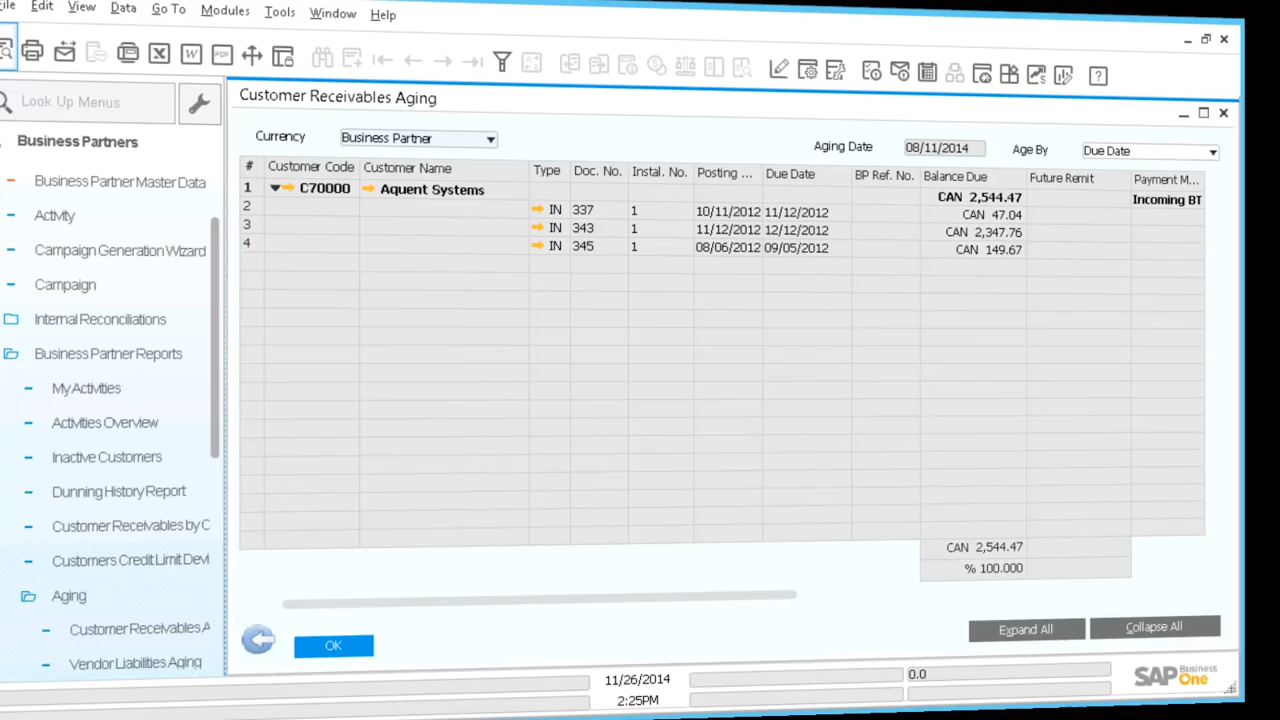 File Edit View Data Go To Modules Tools Window Help
Look Up Menus
Business Partners
Business Partner Master Data
Activity
Campaign Generation Wizard
Campaign
Internal Reconciliations
Business Partner Reports
My Activities
Activities Overview
Inactive Customers
Dunning History Report
Customer Receivables by C
Customers Credit Limit Devi
Aging
Customer Receivables A
Vendor Liabilities Aging
Customer Receivables Aging
Currency Business Partner Aging Date 08/11/2014 Age By Due Date
# Customer Code Customer Name Type Doc. No. Instal. No. Posting ... Due Date BP Ref. No. Balance Due Future Remit Payment M...
1 C70000 Aquent Systems CAN 2,544.47 Incoming BT
2 IN 337 1 10/11/2012 11/12/2012 CAN 47.04
3 IN 343 1 11/12/2012 12/12/2012 CAN 2,347.76
4 IN 345 1 08/06/2012 09/05/2012 CAN 149.67
CAN 2,544.47
% 100.000
OK Expand All Collapse All
11/26/2014 0.0
2:25PM
SAP Business One